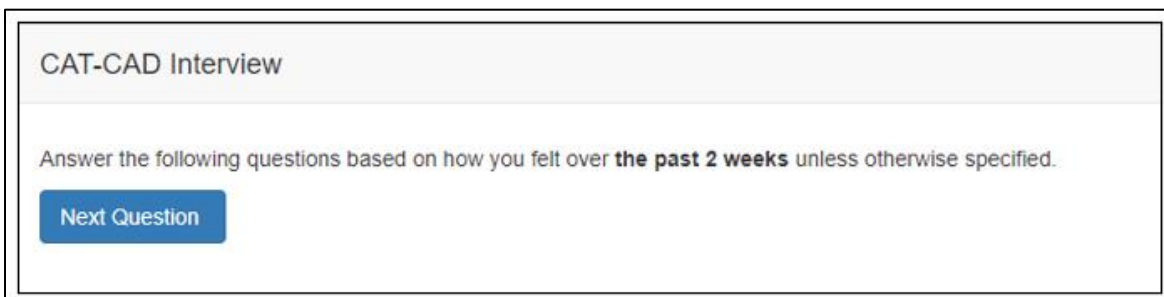 CAT-CAD Interview
Answer the following questions based on how you felt over the past 2 weeks unless otherwise specified.
Next Question